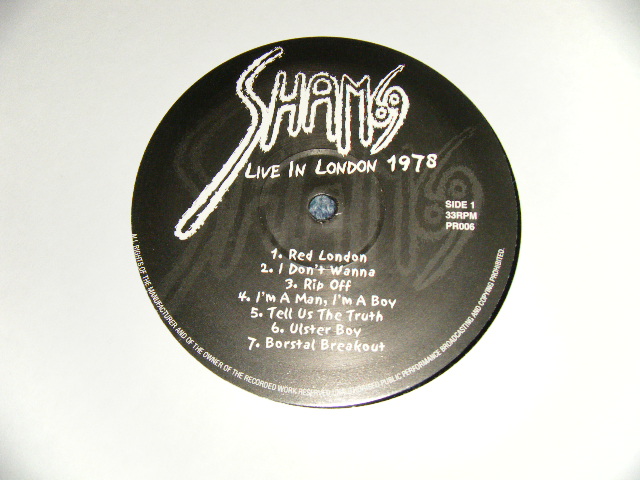 SHAM69
LIVE IN LONDON 1978
SIDE 1
33RPM
PR006
1. Red London
2. I Don't Wanna
3. Rip Off
4. I'm A Man, I'm A Boy
5. Tell Us The Truth
6. Ulster Boy
7. Borstal Breakout
ALL RIGHTS OF THE MANUFACTURER AND OF THE OWNER OF THE RECORDED WORK RESERVED. PUBLIC PERFORMANCE BROADCASTING AND COPYING PROHIBITED.